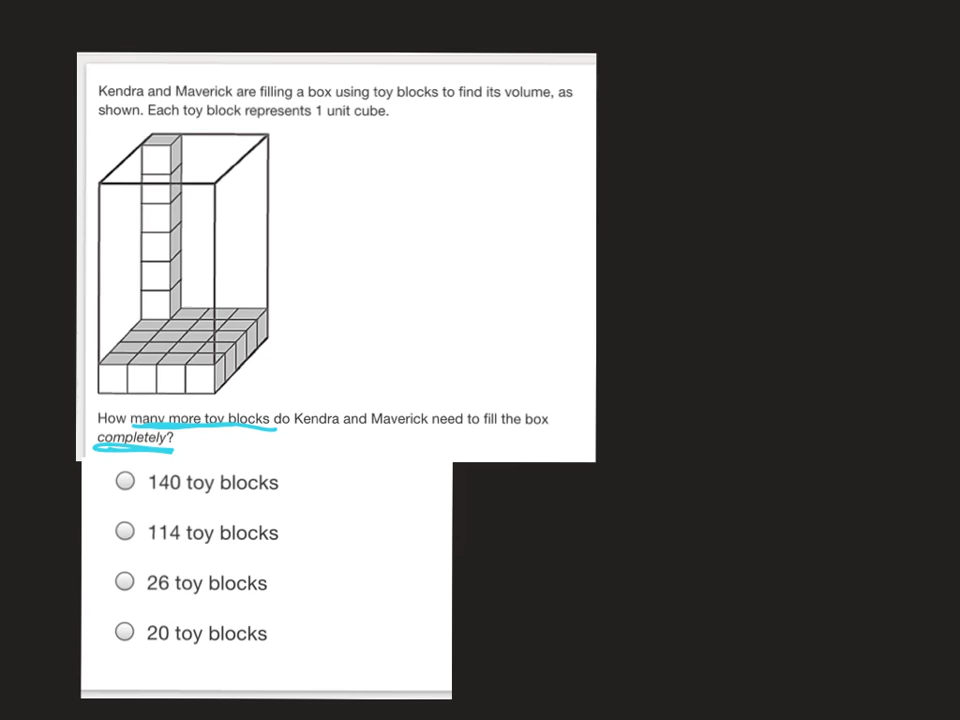 Kendra and Maverick are filling a box using toy blocks to find its volume, as
shown. Each toy block represents 1 unit cube.
How many more toy blocks do Kendra and Maverick need to fill the box
completely?
140 toy blocks
114 toy blocks
26 toy blocks
20 toy blocks